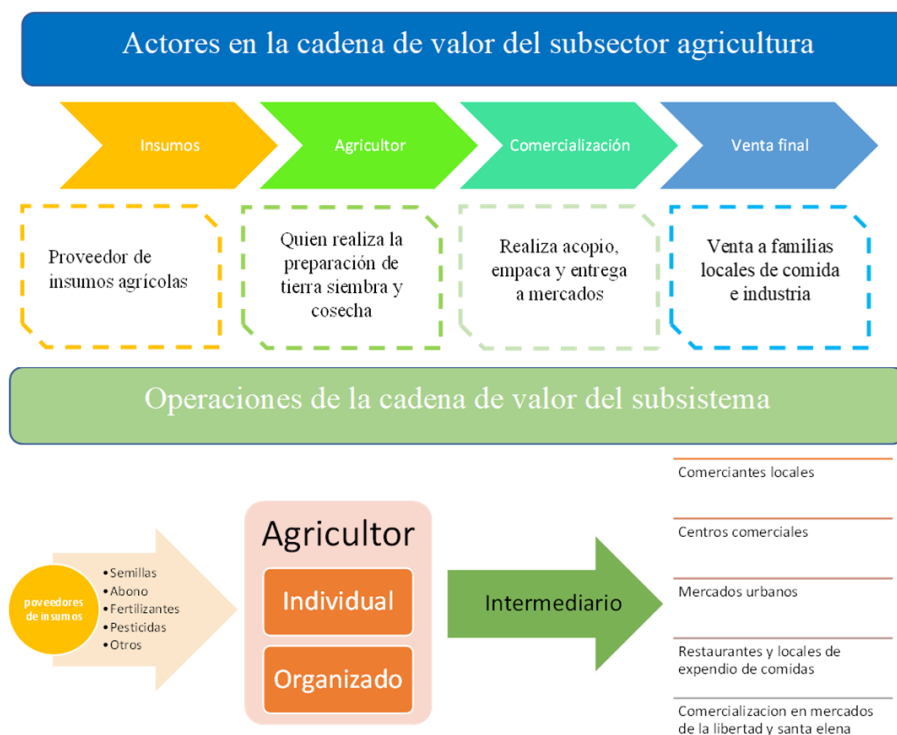 Actores en la cadena de valor del subsector agricultura
Insumos
Agricultor
Comercialización
Venta final
Proveedor de
insumos agrícolas
Quien realiza la
preparación de
tierra siembra y
cosecha
Realiza acopio,
empaca y entrega
a mercados
Venta a familias
locales de comida
e industria
Operaciones de la cadena de valor del subsistema
poveedores
de insumos
•Semillas
•Abono
•Fertilizantes
•Pesticidas
•Otros
Agricultor
Individual
Organizado
Intermediario
Comerciantes locales
Centros comerciales
Mercados urbanos
Restaurantes y locales de
expendio de comidas
Comercializacion en mercados
de la libertad y santa elena